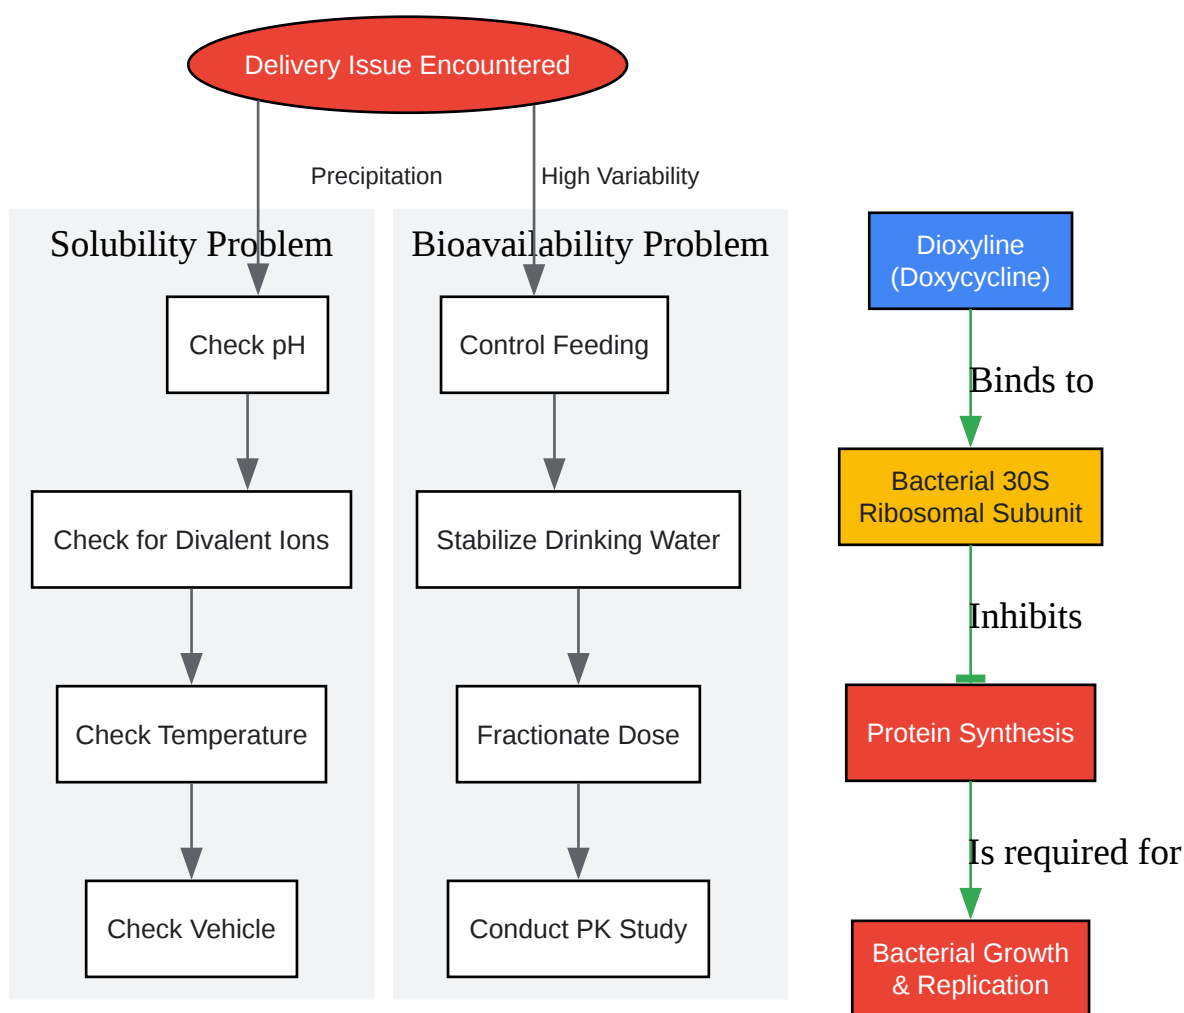 Delivery Issue Encountered
Precipitation
High Variability
Solubility Problem
Check pH
Check for Divalent Ions
Check Temperature
Check Vehicle
Bioavailability Problem
Control Feeding
Stabilize Drinking Water
Fractionate Dose
Conduct PK Study
Dioxyline
(Doxycycline)
Binds to
Bacterial 30S
Ribosomal Subunit
Inhibits
Protein Synthesis
Is required for
Bacterial Growth
& Replication